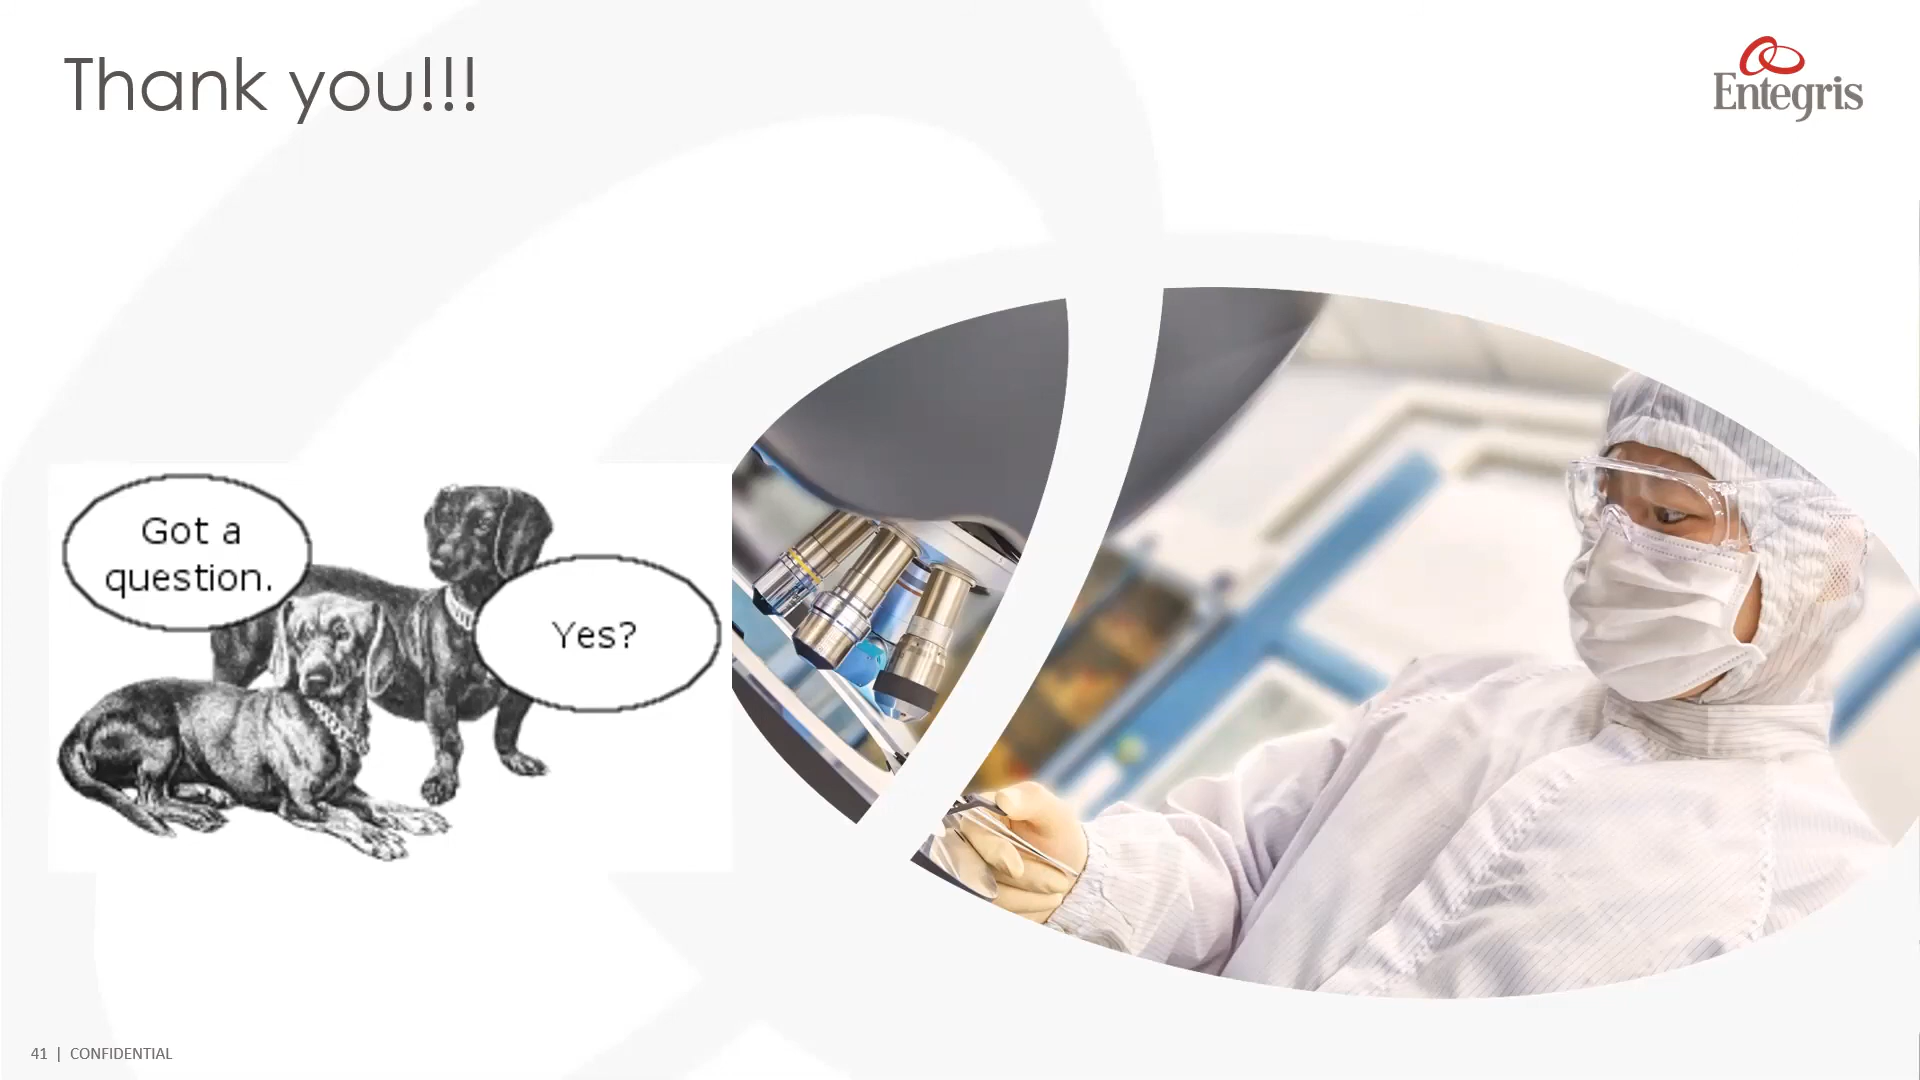 Thank you!!!
Entegris
Got a
question.
Yes?
41 | CONFIDENTIAL